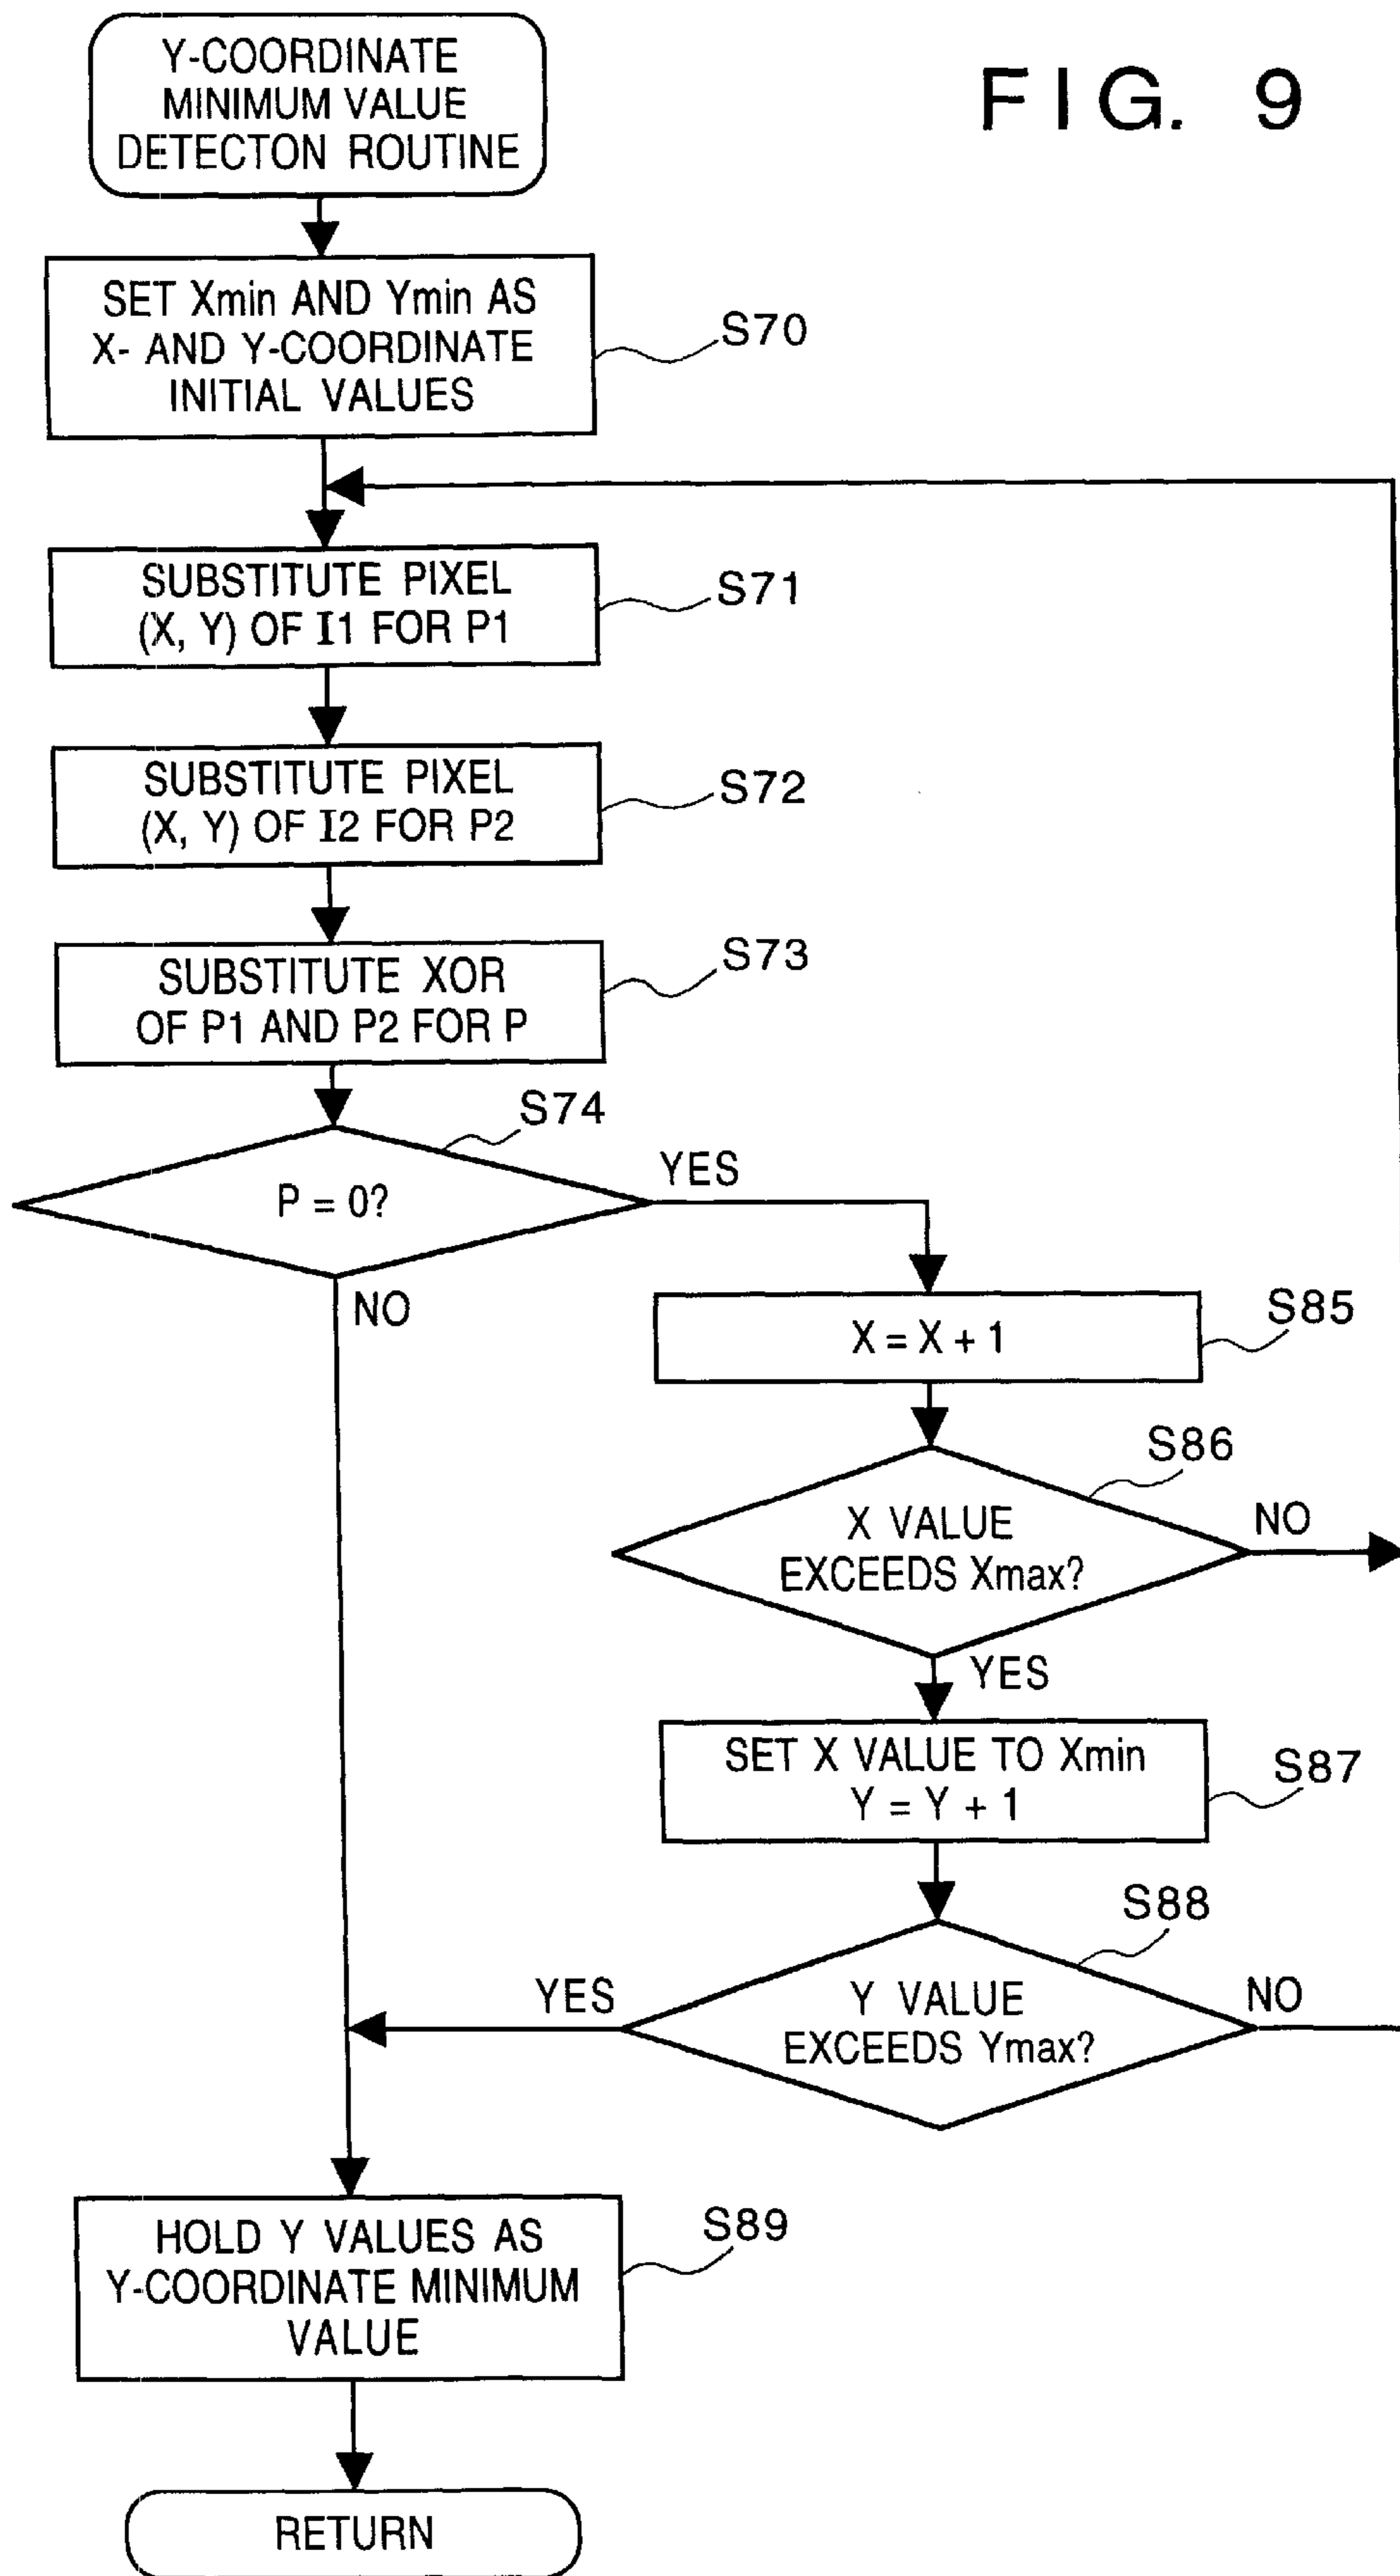 FIG. 9
Y-COORDINATE
MINIMUM VALUE
DETECTON ROUTINE
SET Xmin AND Ymin AS
X- AND Y-COORDINATE
INITIAL VALUES
S70
SUBSTITUTE PIXEL
(X, Y) OF I1 FOR P1
S71
SUBSTITUTE PIXEL
(X, Y) OF I2 FOR P2
S72
SUBSTITUTE XOR
OF P1 AND P2 FOR P
S73
S74
P = 0?
YES
NO
X = X + 1
S85
S86
X VALUE
EXCEEDS Xmax?
NO
YES
SET X VALUE TO Xmin
Y = Y + 1
S87
S88
Y VALUE
EXCEEDS Ymax?
YES
NO
HOLD Y VALUES AS
Y-COORDINATE MINIMUM
VALUE
S89
RETURN